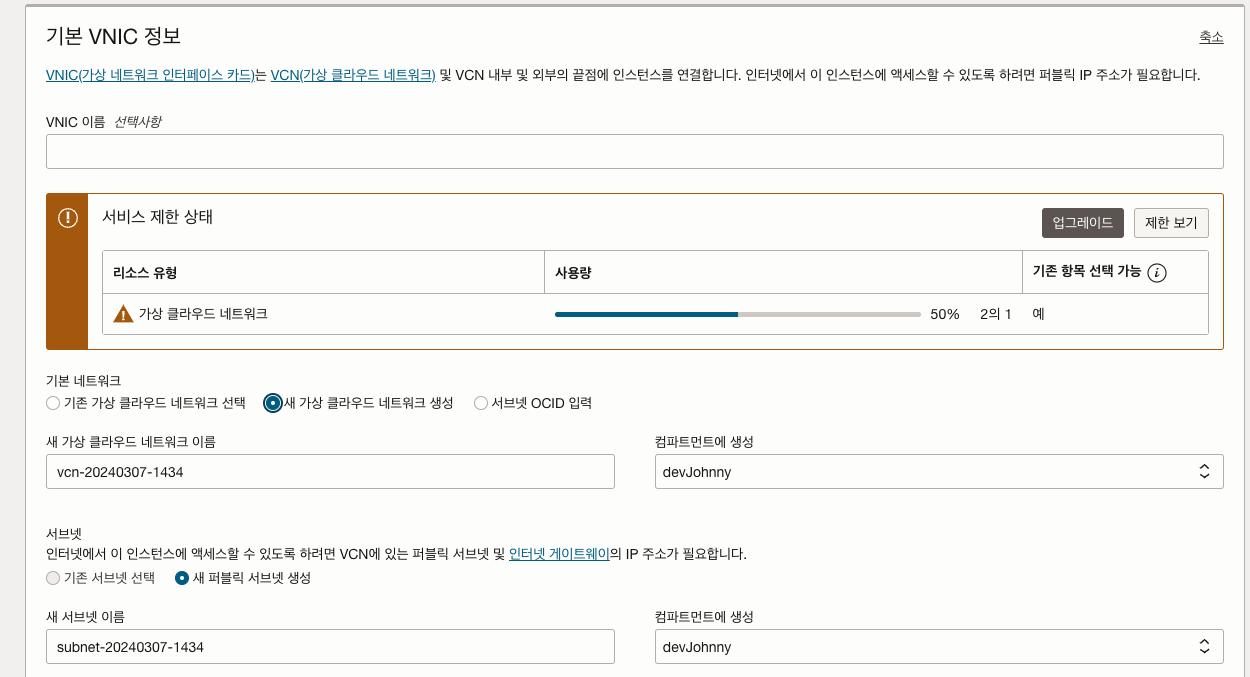 기본 VNIC 정보
축소
VNIC(가상 네트워크 인터페이스 카드)는 VCN(가상 클라우드 네트워크) 및 VCN 내부 및 외부의 끝점에 인스턴스를 연결합니다. 인터넷에서 이 인스턴스에 액세스할 수 있도록 하려면 퍼블릭 IP 주소가 필요합니다.
VNIC 이름 선택사항
서비스 제한 상태
업그레이드
제한 보기
리소스 유형
사용량
기존 항목 선택 가능
가상 클라우드 네트워크
50%
2의 1
예
기본 네트워크
기존 가상 클라우드 네트워크 선택
새 가상 클라우드 네트워크 생성
서브넷 OCID 입력
새 가상 클라우드 네트워크 이름
컴파트먼트에 생성
vcn-20240307-1434
devJohnny
서브넷
인터넷에서 이 인스턴스에 액세스할 수 있도록 하려면 VCN에 있는 퍼블릭 서브넷 및 인터넷 게이트웨이의 IP 주소가 필요합니다.
기존 서브넷 선택
새 퍼블릭 서브넷 생성
새 서브넷 이름
컴파트먼트에 생성
subnet-20240307-1434
devJohnny